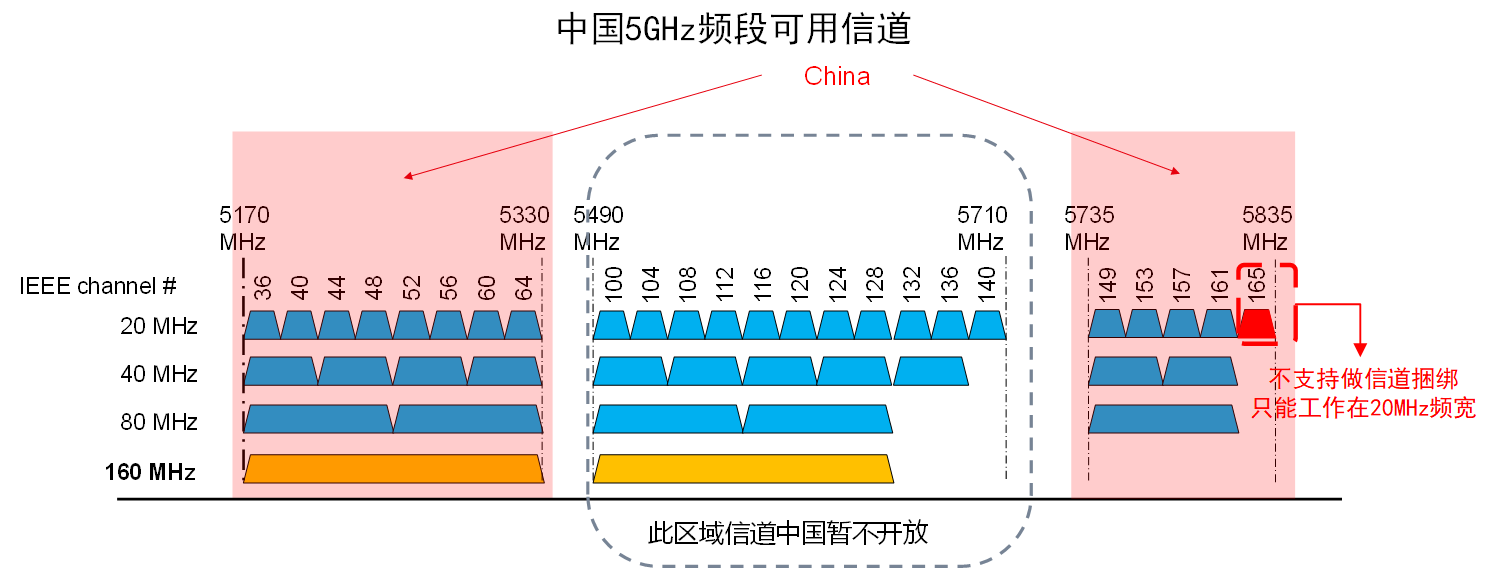 中国5GHz频段可用信道
China
5170
MHz
5330
MHz
5490
MHz
5710
MHz
5735
MHz
5835
MHz
IEEE channel #
36 40 44 48 52 56 60 64
100 104 108 112 116 120 124 128 132 136 140
149 153 157 161 165
20 MHz
40 MHz
80 MHz
160 MHz
不支持做信道捆绑
只能工作在20MHz频宽
此区域信道中国暂不开放